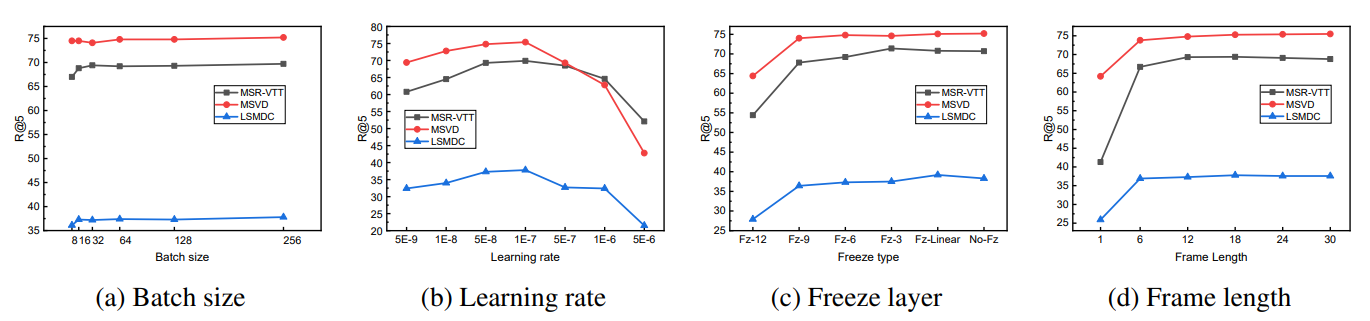 75
70
65
60
55
50
45
40
35
R@5
MSR-VTT
MSVD
LSMDC
8 16 32 64 128 256
Batch size
(a) Batch size
80
75
70
65
60
55
50
45
40
35
30
25
20
R@5
MSR-VTT
MSVD
LSMDC
5E-9 1E-8 5E-8 1E-7 5E-7 1E-6 5E-6
Learning rate
(b) Learning rate
75
70
65
60
55
50
45
40
35
30
25
R@5
MSR-VTT
MSVD
LSMDC
Fz-12 Fz-9 Fz-6 Fz-3 Fz-Linear No-Fz
Freeze type
(c) Freeze layer
75
70
65
60
55
50
45
40
35
30
25
R@5
MSR-VTT
MSVD
LSMDC
1 6 12 18 24 30
Frame Length
(d) Frame length